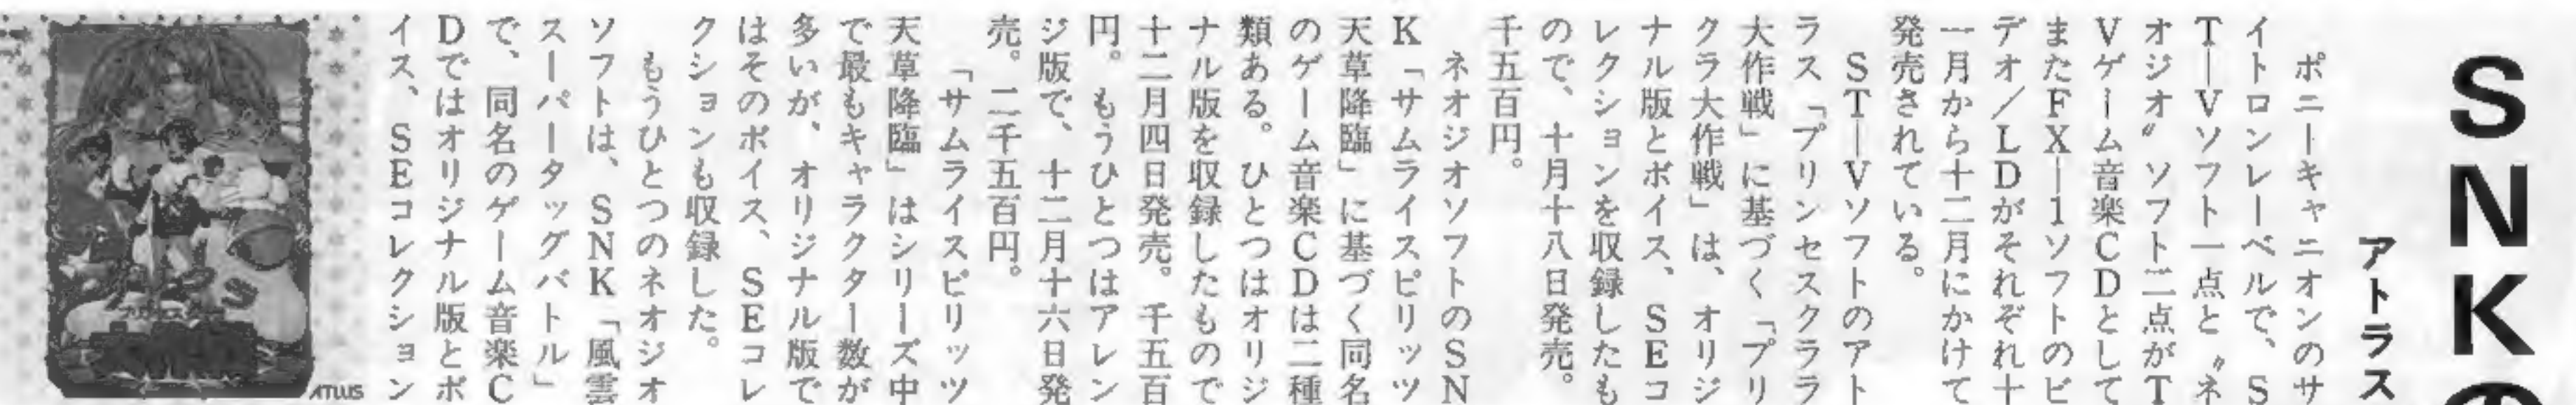 SNKの
アトラス
ポニーキャニオンのサ
イトロンレーベルで、S
T―Vソフト一点と〝ネ
オジオ〟ソフト二点がT
Vゲーム音楽CDとして
またFX―1ソフトのビ
デオ/LDがそれぞれ十
一月から十二月にかけて
発売されている。
ST―Vソフトのアト
ラス「プリンセスクララ
大作戦」に基づく「プリ
クラ大作戦」は、オリジ
ナル版とボイス、SEコ
レクションを収録したも
ので、十月十八日発売。
千五百円。
ネオジオソフトのSN
K「サムライスピリッツ
天草降臨」に基づく同名
のゲーム音楽CDは二種
類ある。ひとつはオリジ
ナル版を収録したもので
十二月四日発売。千五百
円。もうひとつはアレン
ジ版で、十二月十六日発
売。二千五百円。
「サムライスピリッツ
天草降臨」はシリーズ中
で最もキャラクター数が
多いが、オリジナル版で
はそのボイス、SEコレ
クションも収録した。
もうひとつのネオジオ
ソフトは、SNK「風雲
スーパータッグバトル」
で、同名のゲーム音楽C
Dではオリジナル版とボ
イス、SEコレクション
ATLUS